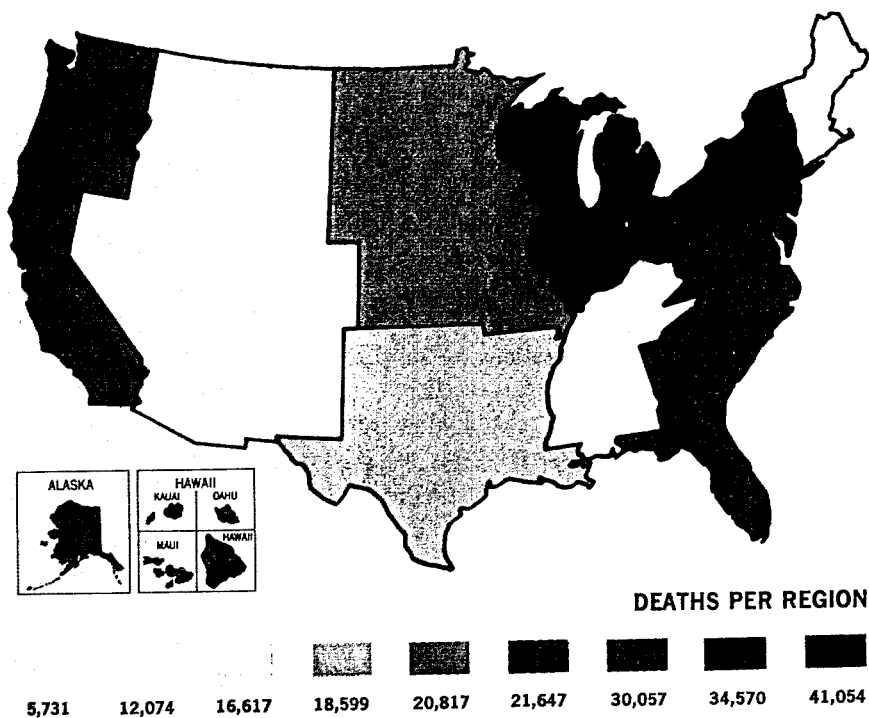 ALASKA
HAWAII
KAUAI
OAHU
MAUI
HAWAII
DEATHS PER REGION
5,731 12,074 16,617 18,599 20,817 21,647 30,057 34,570 41,054